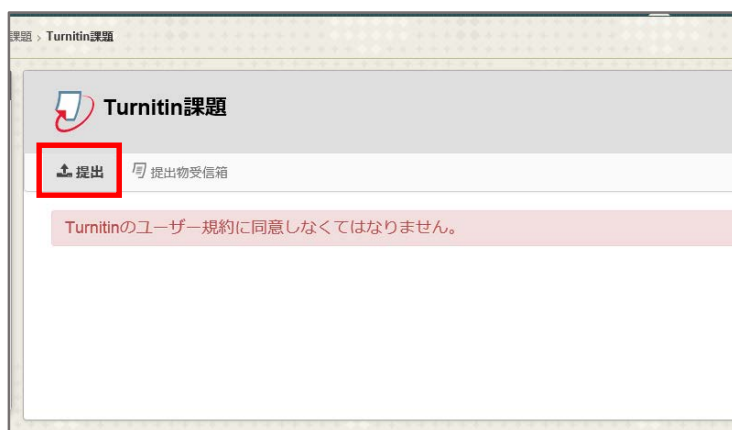 課題 › Turnitin課題
Turnitin課題
提出
提出物受信箱
Turnitinのユーザー規約に同意しなくてはなりません。